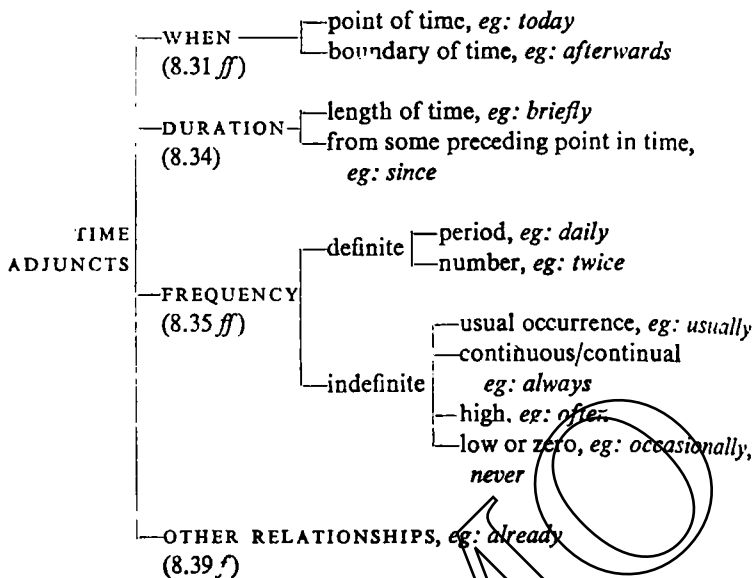 WHEN
(8.31 ff)
point of time, eg: today
boundary of time, eg: afterwards
DURATION
(8.34)
length of time, eg: briefly
from some preceding point in time,
eg: since
TIME
ADJUNCTS
FREQUENCY
(8.35 ff)
definite
period, eg: daily
number, eg: twice
indefinite
usual occurrence, eg: usually
continuous/continual
eg: always
high, eg: often
low or zero, eg: occasionally,
never
OTHER RELATIONSHIPS, eg: already
(8.39 f)